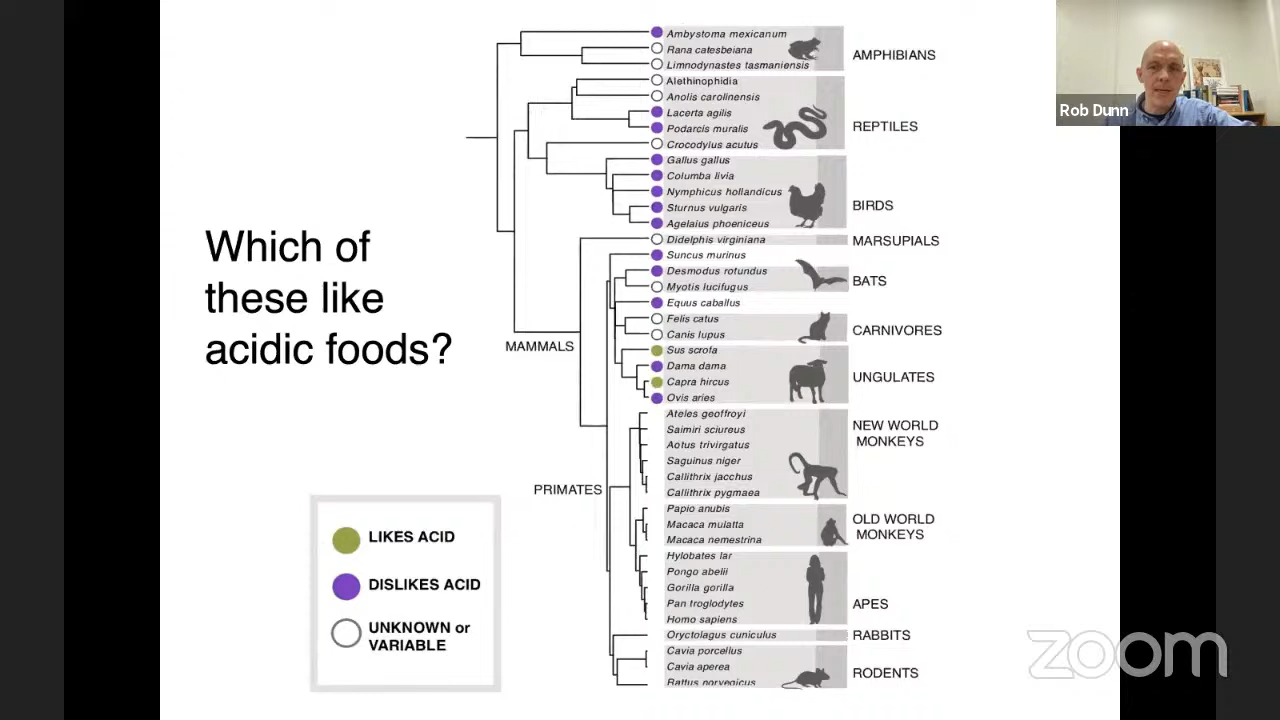 Which of
these like
acidic foods?
Ambystoma mexicanum
Rana catesbeiana
Limnodynastes tasmaniensis
AMPHIBIANS
Alethinophidia
Anolis carolinensis
Lacerta agilis
Podarcis muralis
Crocodylus acutus
REPTILES
Gallus gallus
Columba livia
Nymphicus hollandicus
Sturnus vulgaris
Agelaius phoeniceus
BIRDS
Didelphis virginiana
MARSUPIALS
Suncus murinus
Desmodus rotundus
Myotis lucifugus
BATS
Equus caballus
Felis catus
Canis lupus
CARNIVORES
MAMMALS
Sus scrofa
Dama dama
Capra hircus
Ovis aries
UNGULATES
Ateles geoffroyi
Saimiri sciureus
Aotus trivirgatus
Saguinus niger
Callithrix jacchus
Callithrix pygmaea
NEW WORLD
MONKEYS
PRIMATES
Papio anubis
Macaca mulatta
Macaca nemestrina
OLD WORLD
MONKEYS
Hylobates lar
Pongo abelii
Gorilla gorilla
Pan troglodytes
Homo sapiens
APES
Oryctolagus cuniculus
RABBITS
Cavia porcellus
Cavia aperea
Rattus norvegicus
RODENTS
LIKES ACID
DISLIKES ACID
UNKNOWN or
VARIABLE
Rob Dunn
zoom